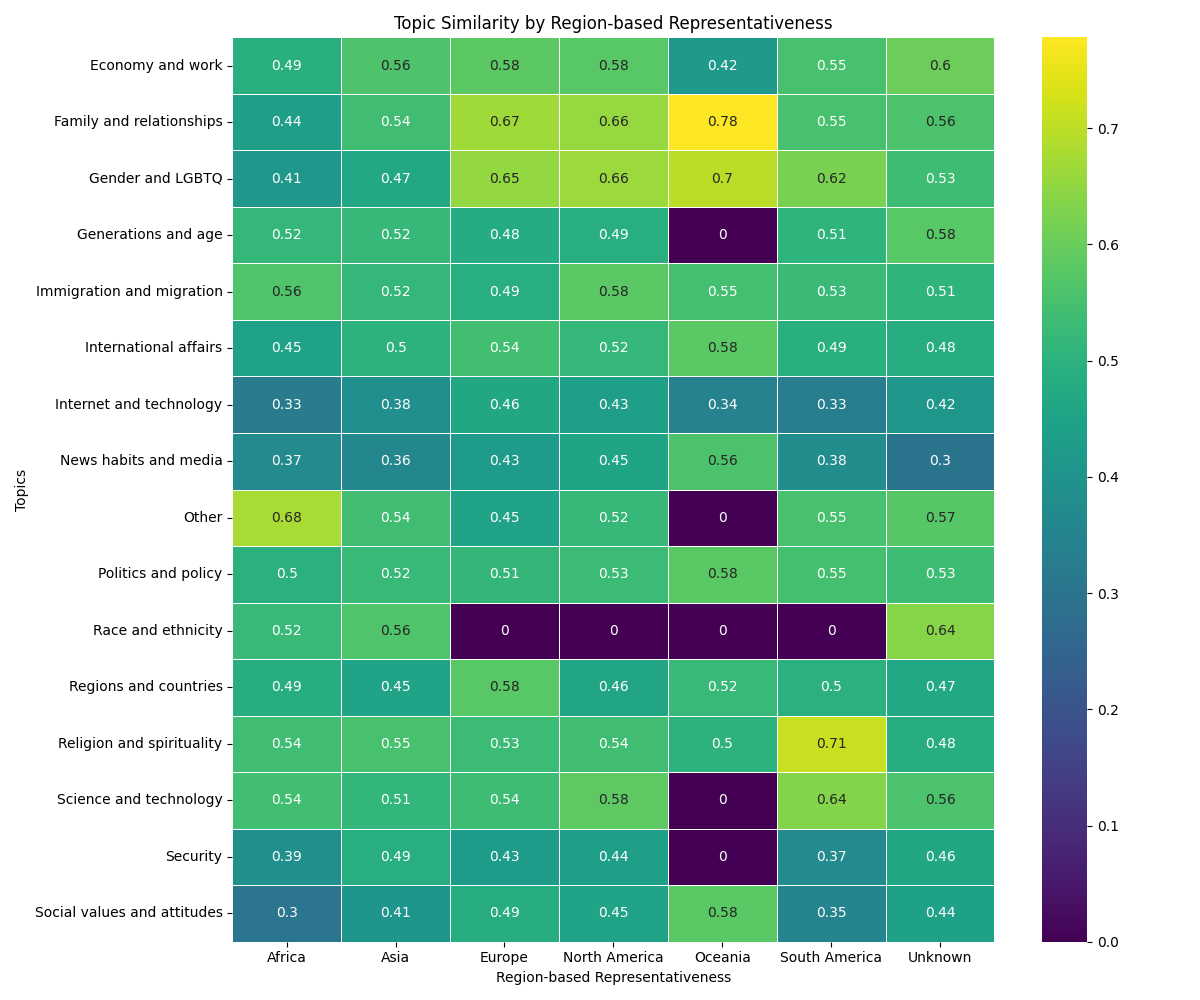 Topic Similarity by Region-based Representativeness
Economy and work 0.49 0.56 0.58 0.58 0.42 0.55 0.6
Family and relationships 0.44 0.54 0.67 0.66 0.78 0.55 0.56
Gender and LGBTQ 0.41 0.47 0.65 0.66 0.7 0.62 0.53
Generations and age 0.52 0.52 0.48 0.49 0 0.51 0.58
Immigration and migration 0.56 0.52 0.49 0.58 0.55 0.53 0.51
International affairs 0.45 0.5 0.54 0.52 0.58 0.49 0.48
Internet and technology 0.33 0.38 0.46 0.43 0.34 0.33 0.42
News habits and media 0.37 0.36 0.43 0.45 0.56 0.38 0.3
Other 0.68 0.54 0.45 0.52 0 0.55 0.57
Politics and policy 0.5 0.52 0.51 0.53 0.58 0.55 0.53
Race and ethnicity 0.52 0.56 0 0 0 0 0.64
Regions and countries 0.49 0.45 0.58 0.46 0.52 0.5 0.47
Religion and spirituality 0.54 0.55 0.53 0.54 0.5 0.71 0.48
Science and technology 0.54 0.51 0.54 0.58 0 0.64 0.56
Security 0.39 0.49 0.43 0.44 0 0.37 0.46
Social values and attitudes 0.3 0.41 0.49 0.45 0.58 0.35 0.44
Africa Asia Europe North America Oceania South America Unknown
Region-based Representativeness
Topics
0.7
0.6
0.5
0.4
0.3
0.2
0.1
0.0